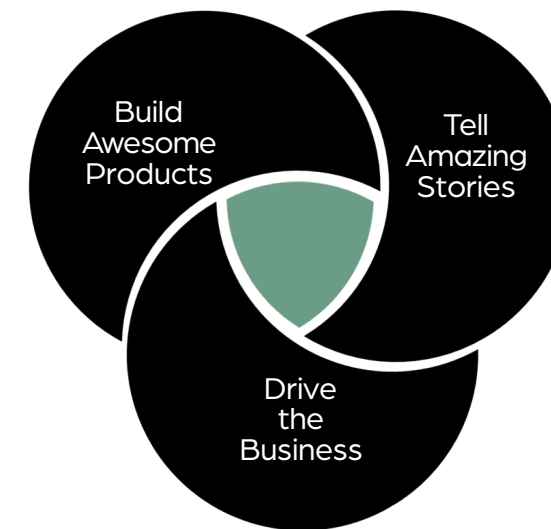 Build
Awesome
Products
Tell
Amazing
Stories
Drive
the
Business